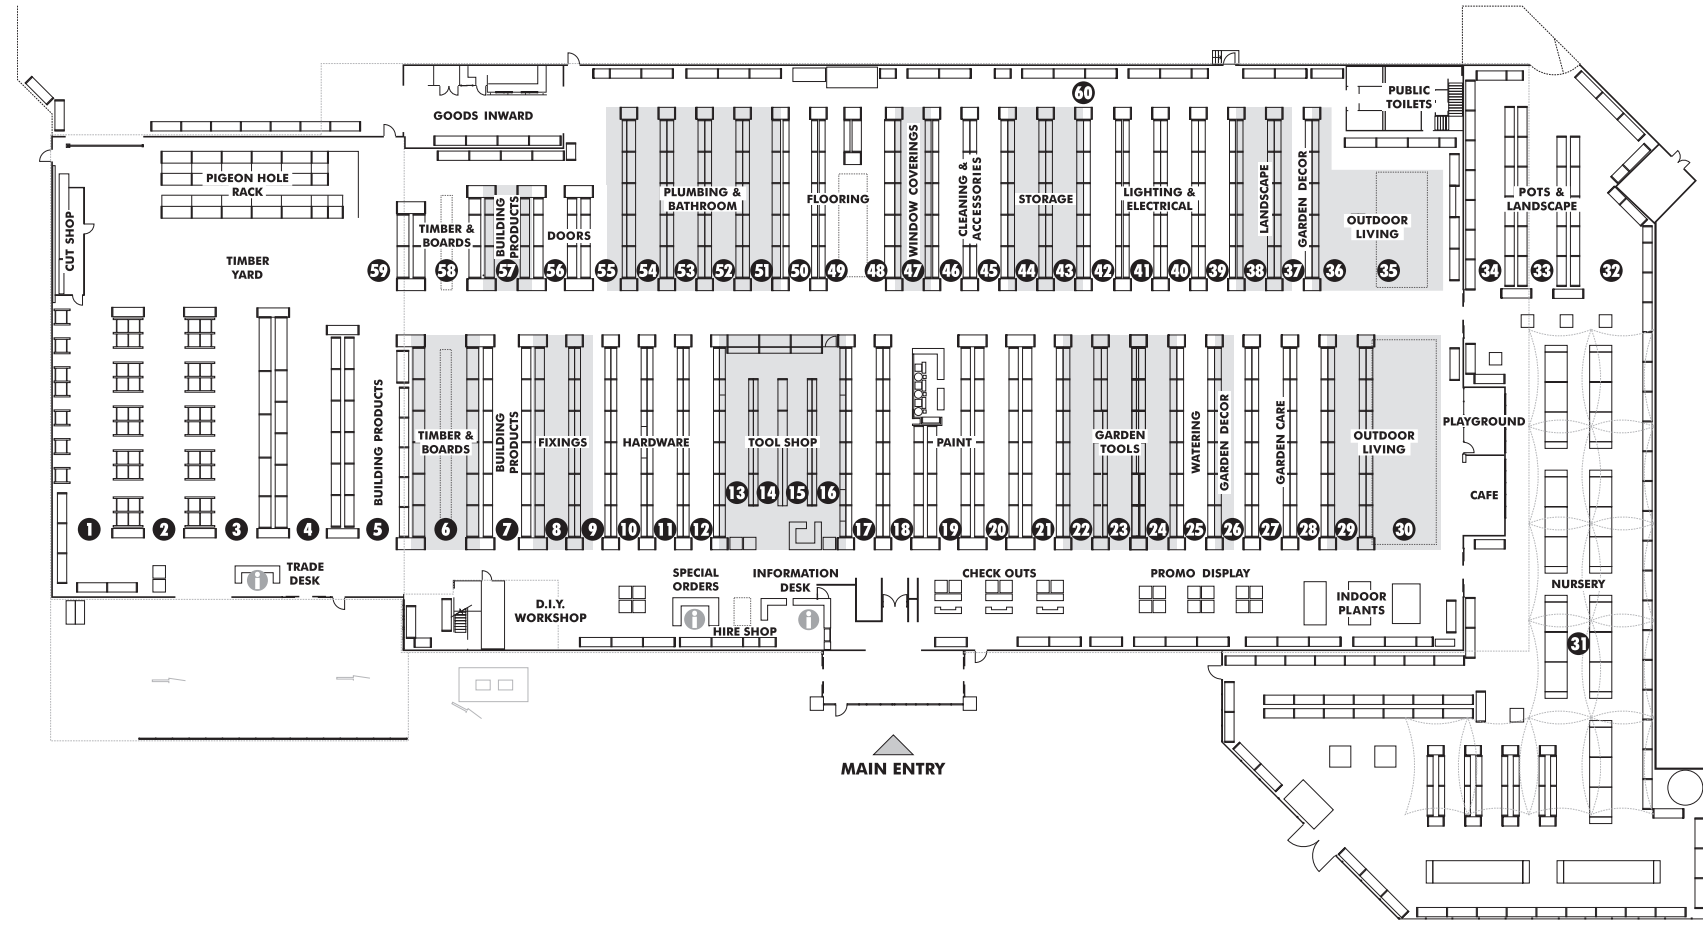 60
PUBLIC
TOILETS
GOODS INWARD
PIGEON HOLE
RACK
CUT SHOP
TIMBER
YARD
TIMBER &
BOARDS
BUILDING
PRODUCTS
DOORS
PLUMBING &
BATHROOM
FLOORING
WINDOW COVERINGS
CLEANING &
ACCESSORIES
STORAGE
LIGHTING &
ELECTRICAL
LANDSCAPE
GARDEN DECOR
OUTDOOR
LIVING
POTS &
LANDSCAPE
59 58 57 56 55 54 53 52 51 50 49 48 47 46 45 44 43 42 41 40 39 38 37 36 35 34 33 32
BUILDING PRODUCTS
TIMBER &
BOARDS
BUILDING
PRODUCTS
FIXINGS
HARDWARE
TOOL SHOP
PAINT
GARDEN
TOOLS
WATERING
GARDEN DECOR
GARDEN CARE
OUTDOOR
LIVING
PLAYGROUND
CAFE
13 14 15 16
1 2 3 4 5 6 7 8 9 10 11 12 17 18 19 20 21 22 23 24 25 26 27 28 29 30
TRADE
DESK
i
D.I.Y.
WORKSHOP
SPECIAL
ORDERS
i
HIRE SHOP
INFORMATION
DESK
i
CHECK OUTS
PROMO DISPLAY
INDOOR
PLANTS
NURSERY
31
MAIN ENTRY